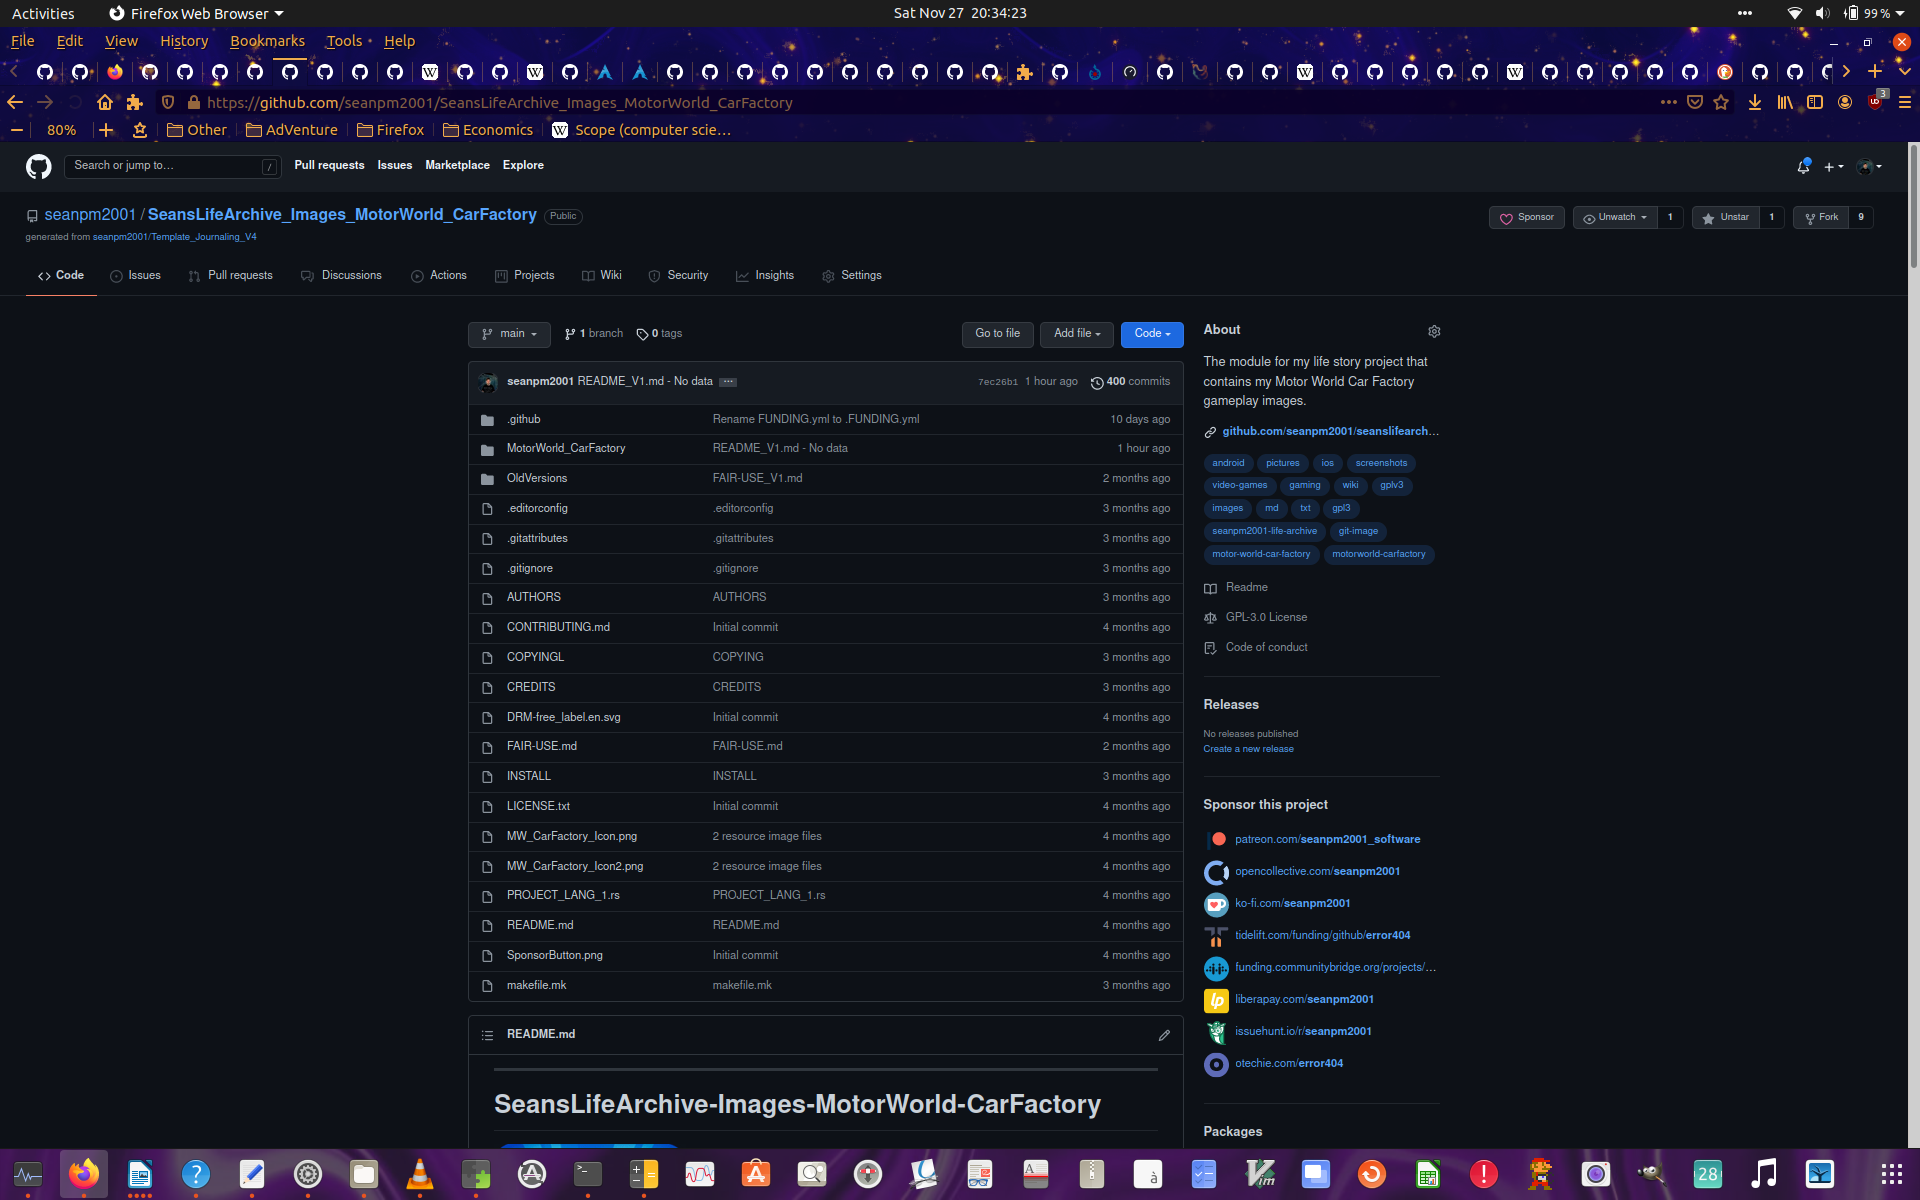 Activities Firefox Web Browser Sat Nov 27 20:34:23 99 %
File Edit View History Bookmarks Tools Help
https://github.com/seanpm2001/SeansLifeArchive_Images_MotorWorld_CarFactory 3
80% Other AdVenture Firefox Economics Scope (computer scie…
Search or jump to… / Pull requests Issues Marketplace Explore
seanpm2001 / SeansLifeArchive_Images_MotorWorld_CarFactory Public Sponsor Unwatch 1 Unstar 1 Fork 9
generated from seanpm2001/Template_Journaling_V4
Code Issues Pull requests Discussions Actions Projects Wiki Security Insights Settings
main 1 branch 0 tags Go to file Add file Code
seanpm2001 README_V1.md - No data 7ec26b1 1 hour ago 400 commits
.github Rename FUNDING.yml to .FUNDING.yml 10 days ago
MotorWorld_CarFactory README_V1.md - No data 1 hour ago
OldVersions FAIR-USE_V1.md 2 months ago
.editorconfig .editorconfig 3 months ago
.gitattributes .gitattributes 3 months ago
.gitignore .gitignore 3 months ago
AUTHORS AUTHORS 3 months ago
CONTRIBUTING.md Initial commit 4 months ago
COPYINGL COPYING 3 months ago
CREDITS CREDITS 3 months ago
DRM-free_label.en.svg Initial commit 4 months ago
FAIR-USE.md FAIR-USE.md 2 months ago
INSTALL INSTALL 3 months ago
LICENSE.txt Initial commit 4 months ago
MW_CarFactory_Icon.png 2 resource image files 4 months ago
MW_CarFactory_Icon2.png 2 resource image files 4 months ago
PROJECT_LANG_1.rs PROJECT_LANG_1.rs 4 months ago
README.md README.md 4 months ago
SponsorButton.png Initial commit 4 months ago
makefile.mk makefile.mk 3 months ago
README.md
SeansLifeArchive-Images-MotorWorld-CarFactory
About
The module for my life story project that
contains my Motor World Car Factory
gameplay images.
github.com/seanpm2001/seanslifearch…
android pictures ios screenshots
video-games gaming wiki gplv3
images md txt gpl3
seanpm2001-life-archive git-image
motor-world-car-factory motorworld-carfactory
Readme
GPL-3.0 License
Code of conduct
Releases
No releases published
Create a new release
Sponsor this project
patreon.com/seanpm2001_software
opencollective.com/seanpm2001
ko-fi.com/seanpm2001
tidelift.com/funding/github/error404
funding.communitybridge.org/projects/…
liberapay.com/seanpm2001
issuehunt.io/r/seanpm2001
otechie.com/error404
Packages
28